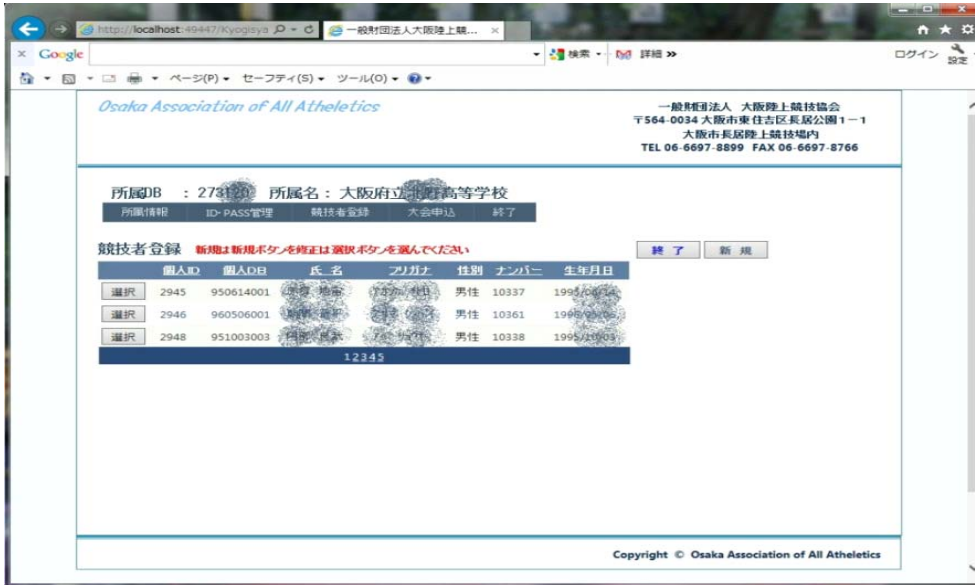 http://localhost:49447/Kyogisya
一般財団法人大阪陸上競...
Google
検索
詳細
ログイン
設定
ページ(P)
セーフティ(S)
ツール(O)
Osaka Association of All Atheletics
一般財団法人 大阪陸上競技協会
〒564-0034 大阪市東住吉区長居公園1-1
大阪市長居陸上競技場内
TEL 06-6697-8899 FAX 06-6697-8766
所属DB : 273 所属名:大阪府立 高等学校
所属情報 ID・PASS管理 競技者登録 大会申込 終了
競技者登録 新規は新規ボタンを修正は選択ボタンを選んでください 終了 新規
個人ID 個人DB 氏名 フリガナ 性別 ナンバー 生年月日
選択 2945 950614001 男性 10337
選択 2946 960506001 男性 10361
選択 2948 951003003 男性 10338
12345
Copyright © Osaka Association of All Atheletics